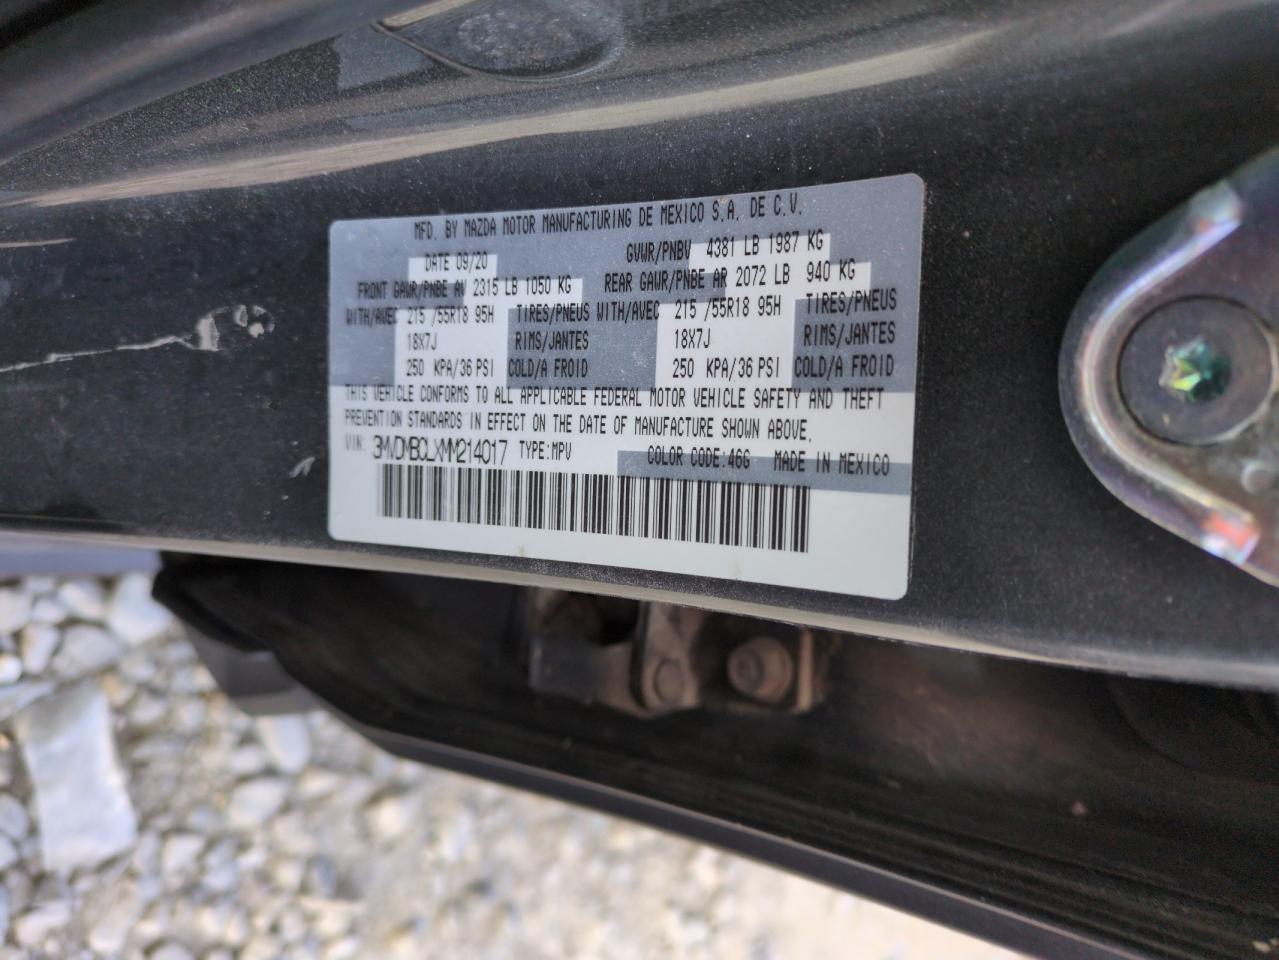 MFD. BY MAZDA MOTOR MANUFACTURING DE MEXICO S.A. DE C.V.
DATE 09/20 GVWR/PNBV 4381 LB 1987 KG
FRONT GAWR/PNBE AV 2315 LB 1050 KG REAR GAWR/PNBE AR 2072 LB 940 KG
WITH/AVEC 215 /55R18 95H TIRES/PNEUS WITH/AVEC 215 /55R18 95H TIRES/PNEUS
18X7J RIMS/JANTES 18X7J RIMS/JANTES
250 KPA/36 PSI COLD/A FROID 250 KPA/36 PSI COLD/A FROID
THIS VEHICLE CONFORMS TO ALL APPLICABLE FEDERAL MOTOR VEHICLE SAFETY AND THEFT
PREVENTION STANDARDS IN EFFECT ON THE DATE OF MANUFACTURE SHOWN ABOVE.
VIN: 3MVDMBCLXMM214017 TYPE:MPV COLOR CODE:46G MADE IN MEXICO